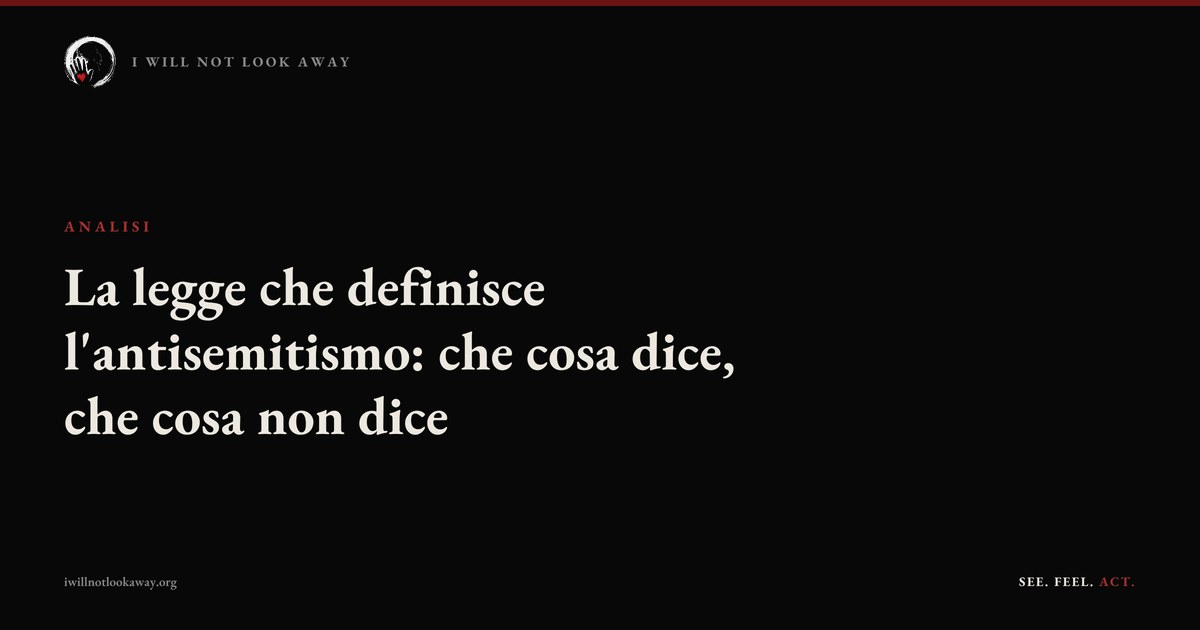 I WILL NOT LOOK AWAY
ANALISI
La legge che definisce
l'antisemitismo: che cosa dice,
che cosa non dice
iwillnotlookaway.org
SEE. FEEL. ACT.